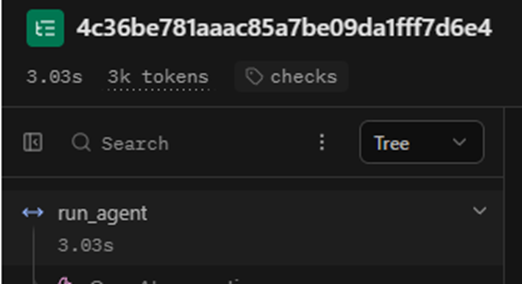 4c36be781aaac85a7be09da1fff7d6e4
3.03s 3k tokens checks
Search Tree
run_agent
3.03s